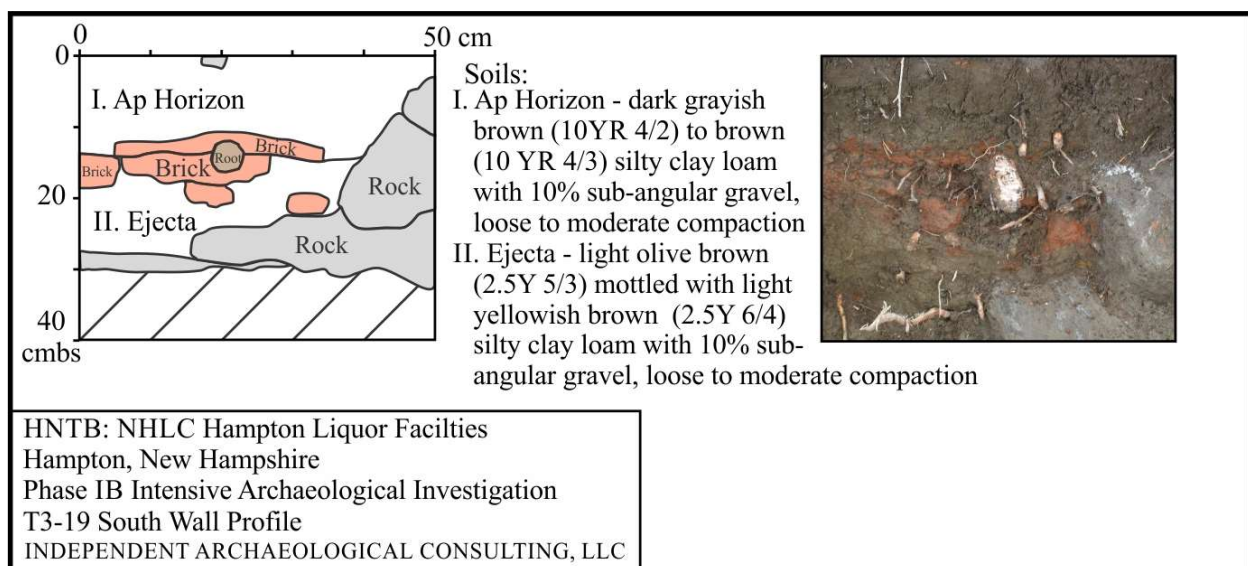 0
50 cm
0
I. Ap Horizon
Brick
Root
Brick
Brick
Rock
20
II. Ejecta
Rock
40
cmbs
Soils:
I. Ap Horizon - dark grayish
brown (10YR 4/2) to brown
(10 YR 4/3) silty clay loam
with 10% sub-angular gravel,
loose to moderate compaction
II. Ejecta - light olive brown
(2.5Y 5/3) mottled with light
yellowish brown (2.5Y 6/4)
silty clay loam with 10% sub-
angular gravel, loose to moderate compaction
HNTB: NHLC Hampton Liquor Facilties
Hampton, New Hampshire
Phase IB Intensive Archaeological Investigation
T3-19 South Wall Profile
INDEPENDENT ARCHAEOLOGICAL CONSULTING, LLC